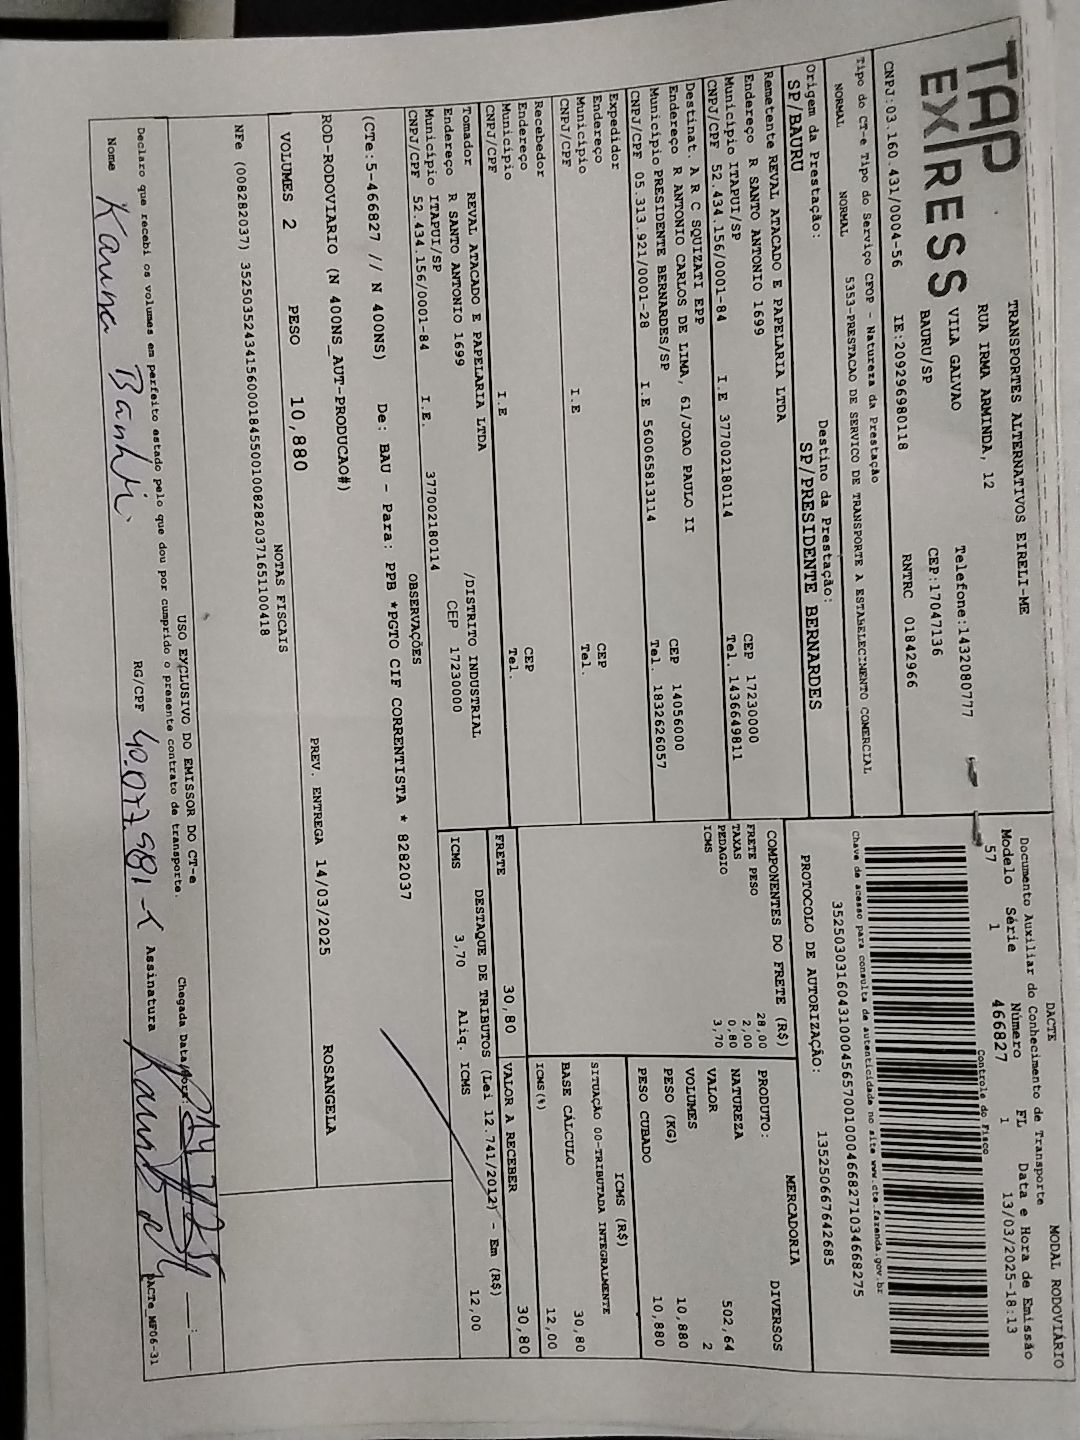 TAP
EXPRESS
TRANSPORTES ALTERNATIVOS EIRELI-ME
RUA IRMA ARMINDA, 12
VILA GALVAO
BAURU/SP
Telefone:1432080777
CEP:17047136
RNTRC 01842966
CNPJ:03.160.431/0004-56 IE:209296980118
Tipo do CT-e Tipo do Serviço CFOP - Natureza da Prestação
NORMAL NORMAL 5353-PRESTACAO DE SERVICO DE TRANSPORTE A ESTABELECIMENTO COMERCIAL
Origem da Prestação: Destino da Prestação:
SP/BAURU SP/PRESIDENTE BERNARDES
Remetente REVAL ATACADO E PAPELARIA LTDA
Endereço R SANTO ANTONIO 1699 CEP 17230000
Município ITAPUI/SP Tel. 1436649811
CNPJ/CPF 52.434.156/0001-84 I.E 377002180114
Destinat. A R C SQUIZATI EPP
Endereço R ANTONIO CARLOS DE LIMA, 61/JOAO PAULO II CEP 14056000
Município PRESIDENTE BERNARDES/SP Tel. 1832626057
CNPJ/CPF 05.313.921/0001-28 I.E 560065813114
Expedidor
Endereço CEP
Município Tel.
CNPJ/CPF I.E
Recebedor
Endereço CEP
Município Tel.
CNPJ/CPF I.E
Tomador REVAL ATACADO E PAPELARIA LTDA
Endereço R SANTO ANTONIO 1699 /DISTRITO INDUSTRIAL
Município ITAPUI/SP CEP 17230000
CNPJ/CPF 52.434.156/0001-84 I.E. 377002180114
DACTE MODAL RODOVIÁRIO
Documento Auxiliar do Conhecimento de Transporte
Modelo Série Número FL Data e Hora de Emissão
57 1 466827 1 13/03/2025-18:13
Controle do Fisco
Chave de acesso para consulta de autenticidade no site www.cte.fazenda.gov.br
35250303160431000456570010004668271034668275
PROTOCOLO DE AUTORIZAÇÃO: 135250667642685
COMPONENTES DO FRETE (R$)
FRETE PESO 28,00
TAXAS 2,00
PEDAGIO 0,80
ICMS 3,70
MERCADORIA
PRODUTO: DIVERSOS
NATUREZA
VALOR 502,64
VOLUMES 2
PESO (KG) 10,880
PESO CUBADO 10,880
ICMS (R$)
SITUAÇÃO 00-TRIBUTADA INTEGRALMENTE
BASE CÁLCULO 30,80
ICMS(%) 12,00
FRETE 30,80 VALOR A RECEBER 30,80
DESTAQUE DE TRIBUTOS (Lei 12.741/2012) - Em (R$)
ICMS 3,70 Aliq. ICMS 12,00
OBSERVAÇÕES
(CTe:5-466827 // N 400NS) De: BAU - Para: PPB *PGTO CIF CORRENTISTA * 8282037
ROD-RODOVIARIO (N 400NS_AUT-PRODUCAO#)
PREV. ENTREGA 14/03/2025 ROSANGELA
VOLUMES 2 PESO 10,880
NOTAS FISCAIS
NFe (008282037) 35250352434156000184550010082820371651100418
USO EXCLUSIVO DO EMISSOR DO CT-e
Declaro que recebi os volumes em perfeito estado pelo que dou por cumprido o presente contrato de transporte.
Chegada Data/Hora:
Nome Kauna Banhi RG/CPF 40.077.981-X Assinatura
DACTe_MF06-31